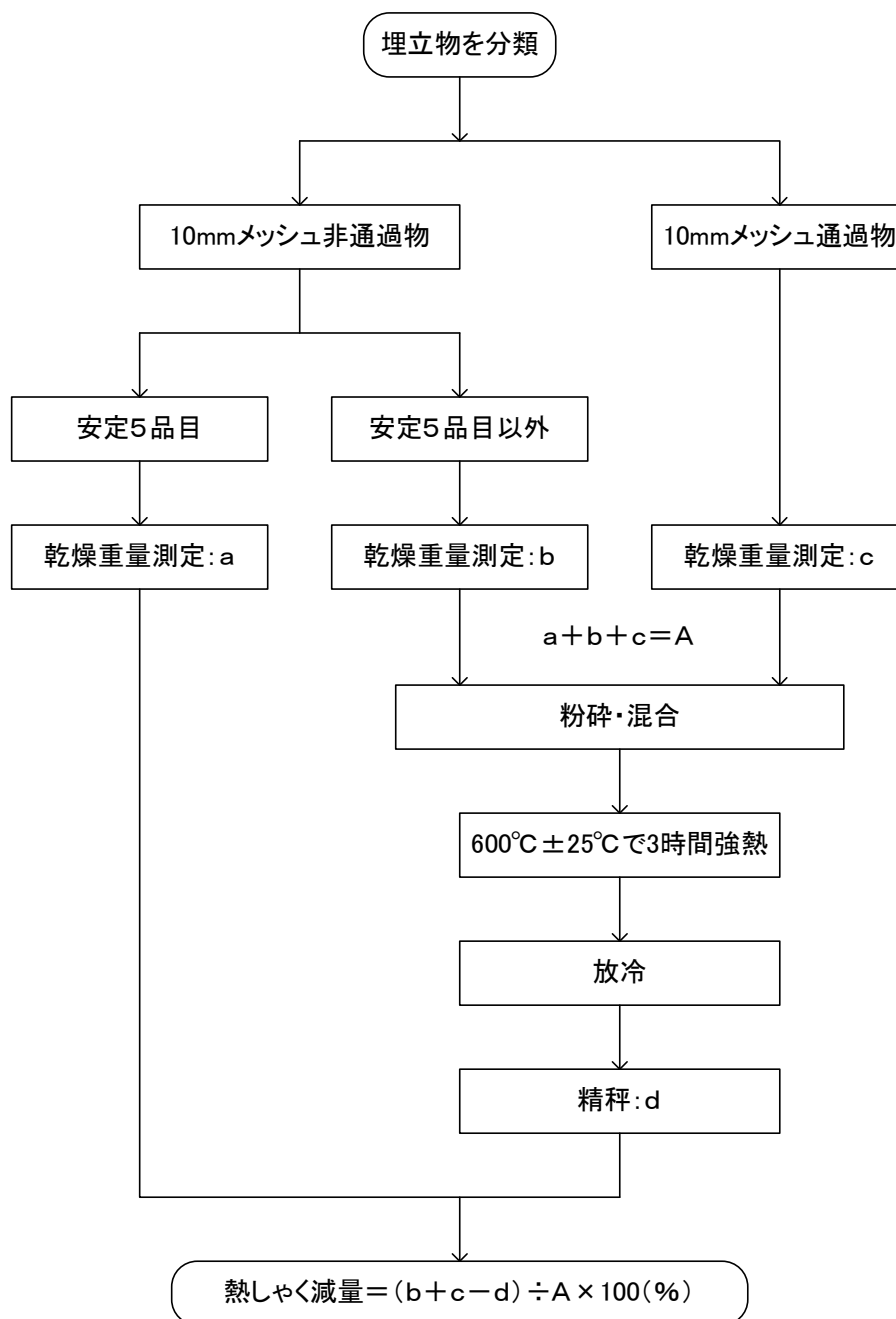 埋立物を分類
10mmメッシュ非通過物
10mmメッシュ通過物
安定5品目
安定5品目以外
乾燥重量測定:a
乾燥重量測定:b
乾燥重量測定:c
a+b+c=A
粉砕・混合
600℃±25℃で3時間強熱
放冷
精秤:d
熱しゃく減量=(b+c-d)÷A×100(%)